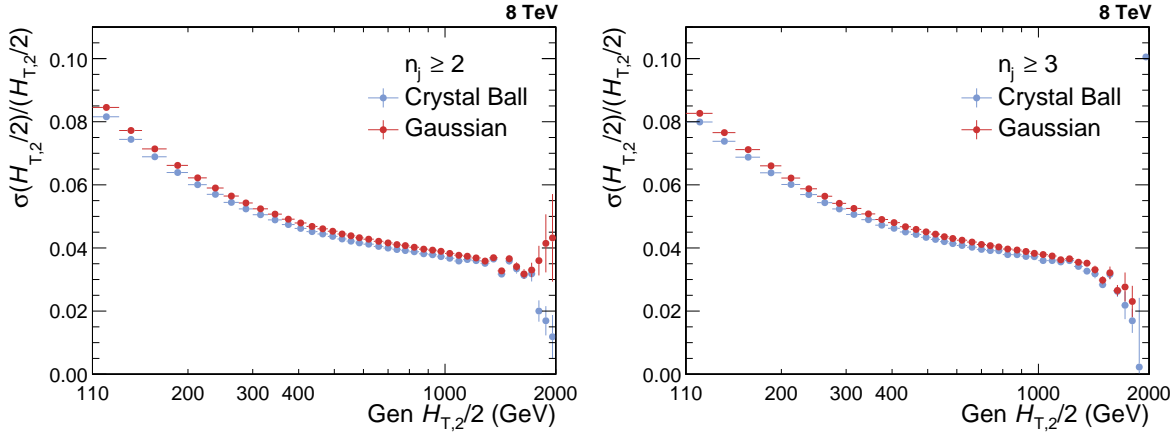 8 TeV
σ(H_T,2/2)/(H_T,2/2)
0.10
0.08
0.06
0.04
0.02
0.00
n_j ≥ 2
Crystal Ball
Gaussian
110 200 300 400 1000 2000
Gen H_T,2/2 (GeV)
8 TeV
σ(H_T,2/2)/(H_T,2/2)
0.10
0.08
0.06
0.04
0.02
0.00
n_j ≥ 3
Crystal Ball
Gaussian
110 200 300 400 1000 2000
Gen H_T,2/2 (GeV)